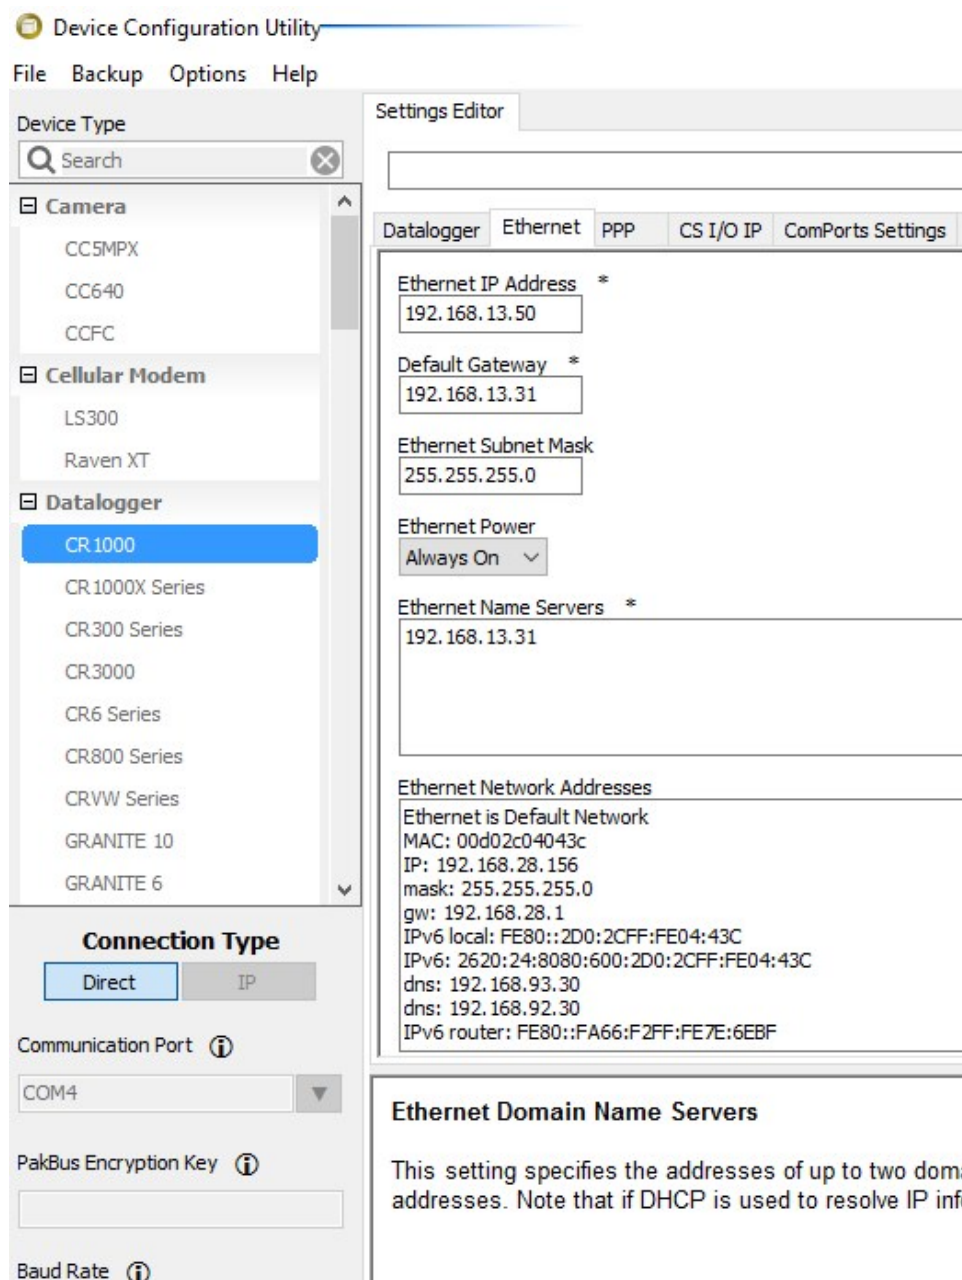 Device Configuration Utility
File Backup Options Help
Device Type
Search
Camera
CC5MPX
CC640
CCFC
Cellular Modem
LS300
Raven XT
Datalogger
CR1000
CR1000X Series
CR300 Series
CR3000
CR6 Series
CR800 Series
CRVW Series
GRANITE 10
GRANITE 6
Connection Type
Direct IP
Communication Port
COM4
PakBus Encryption Key
Baud Rate
Settings Editor
Datalogger Ethernet PPP CS I/O IP ComPorts Settings
Ethernet IP Address *
192.168.13.50
Default Gateway *
192.168.13.31
Ethernet Subnet Mask
255.255.255.0
Ethernet Power
Always On
Ethernet Name Servers *
192.168.13.31
Ethernet Network Addresses
Ethernet is Default Network
MAC: 00d02c04043c
IP: 192.168.28.156
mask: 255.255.255.0
gw: 192.168.28.1
IPv6 local: FE80::2D0:2CFF:FE04:43C
IPv6: 2620:24:8080:600:2D0:2CFF:FE04:43C
dns: 192.168.93.30
dns: 192.168.92.30
IPv6 router: FE80::FA66:F2FF:FE7E:6EBF
Ethernet Domain Name Servers
This setting specifies the addresses of up to two
addresses. Note that if DHCP is used to resolve IP